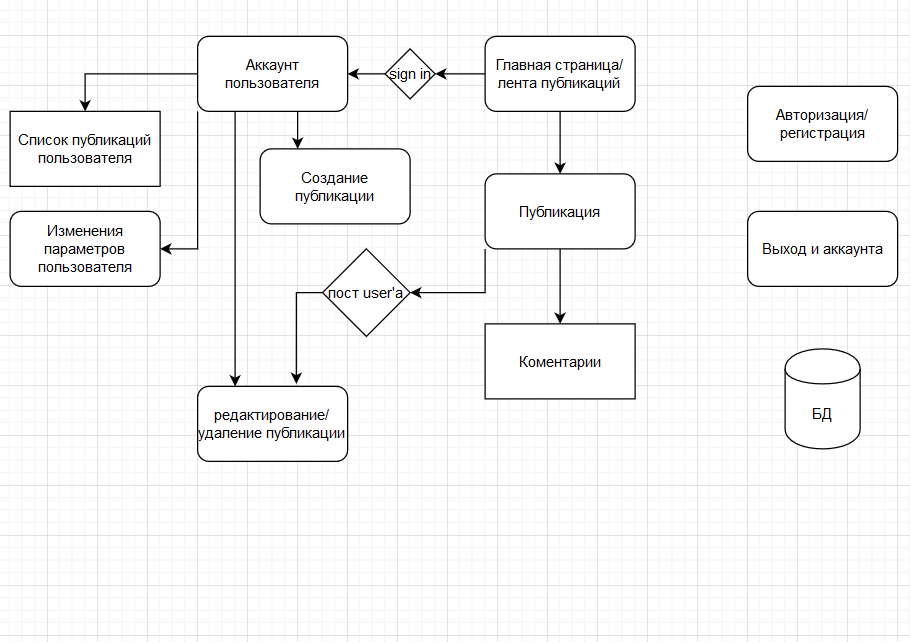 Аккаунт
пользователя
sign in
Главная страница/
лента публикаций
Авторизация/
регистрация
Список публикаций
пользователя
Создание
публикации
Публикация
Изменения
параметров
пользователя
Выход и аккаунта
пост user'a
Коментарии
редактирование/
удаление публикации
БД